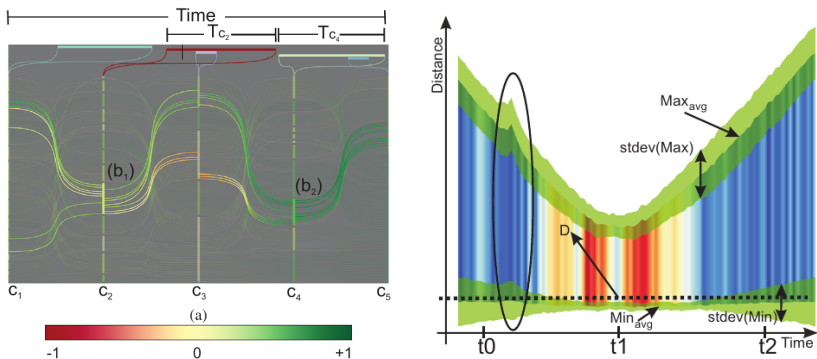 Time
Tc2
Tc4
(b1)
(b2)
c1
c2
c3
c4
c5
(a)
-1
0
+1
Distance
Maxavg
stdev(Max)
D
Minavg
stdev(Min)
t0
t1
t2
Time